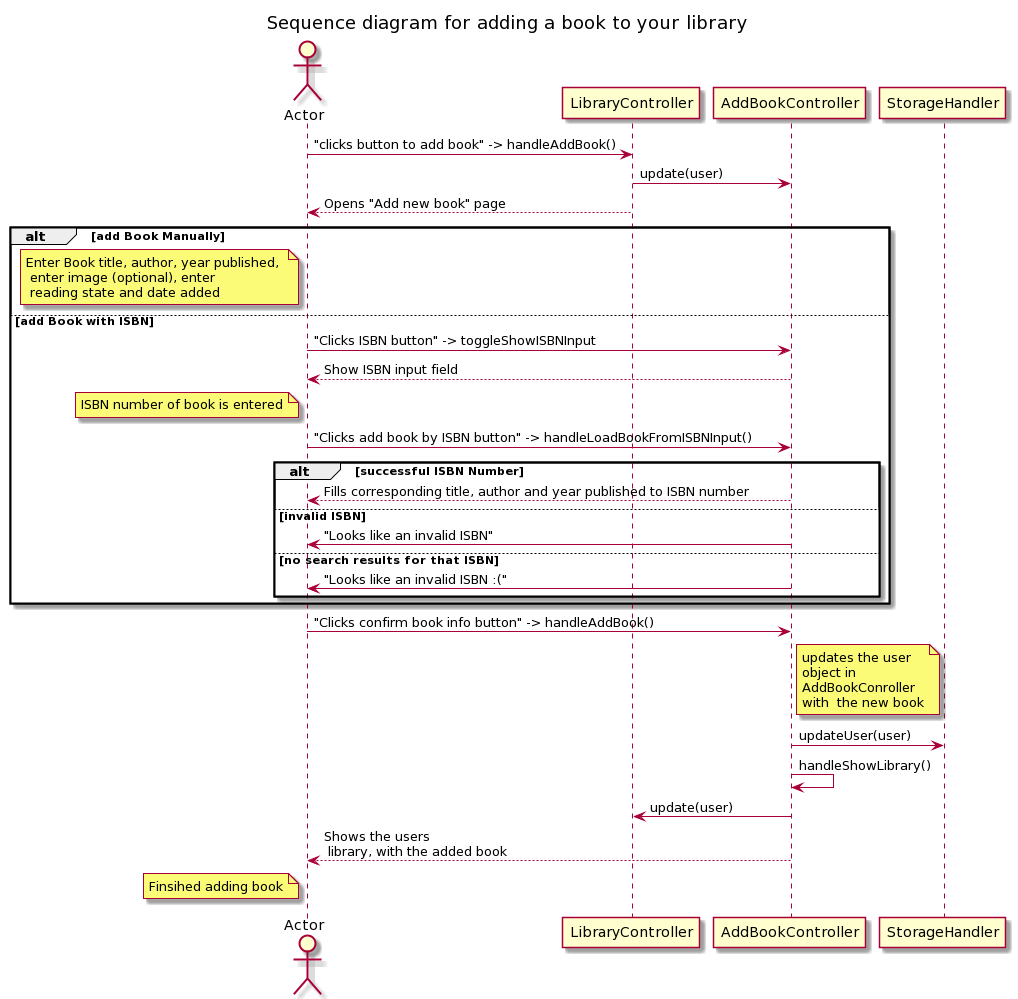 Sequence diagram for adding a book to your library
Actor
LibraryController
AddBookController
StorageHandler
"clicks button to add book" -> handleAddBook()
update(user)
Opens "Add new book" page
alt
[add Book Manually]
Enter Book title, author, year published,
enter image (optional), enter
reading state and date added
[add Book with ISBN]
"Clicks ISBN button" -> toggleShowISBNInput
Show ISBN input field
ISBN number of book is entered
"Clicks add book by ISBN button" -> handleLoadBookFromISBNInput()
alt
[successful ISBN Number]
Fills corresponding title, author and year published to ISBN number
[invalid ISBN]
"Looks like an invalid ISBN"
[no search results for that ISBN]
"Looks like an invalid ISBN :("
"Clicks confirm book info button" -> handleAddBook()
updates the user
object in
AddBookConroller
with  the new book
updateUser(user)
handleShowLibrary()
update(user)
Shows the users
library, with the added book
Finsihed adding book
Actor
LibraryController
AddBookController
StorageHandler